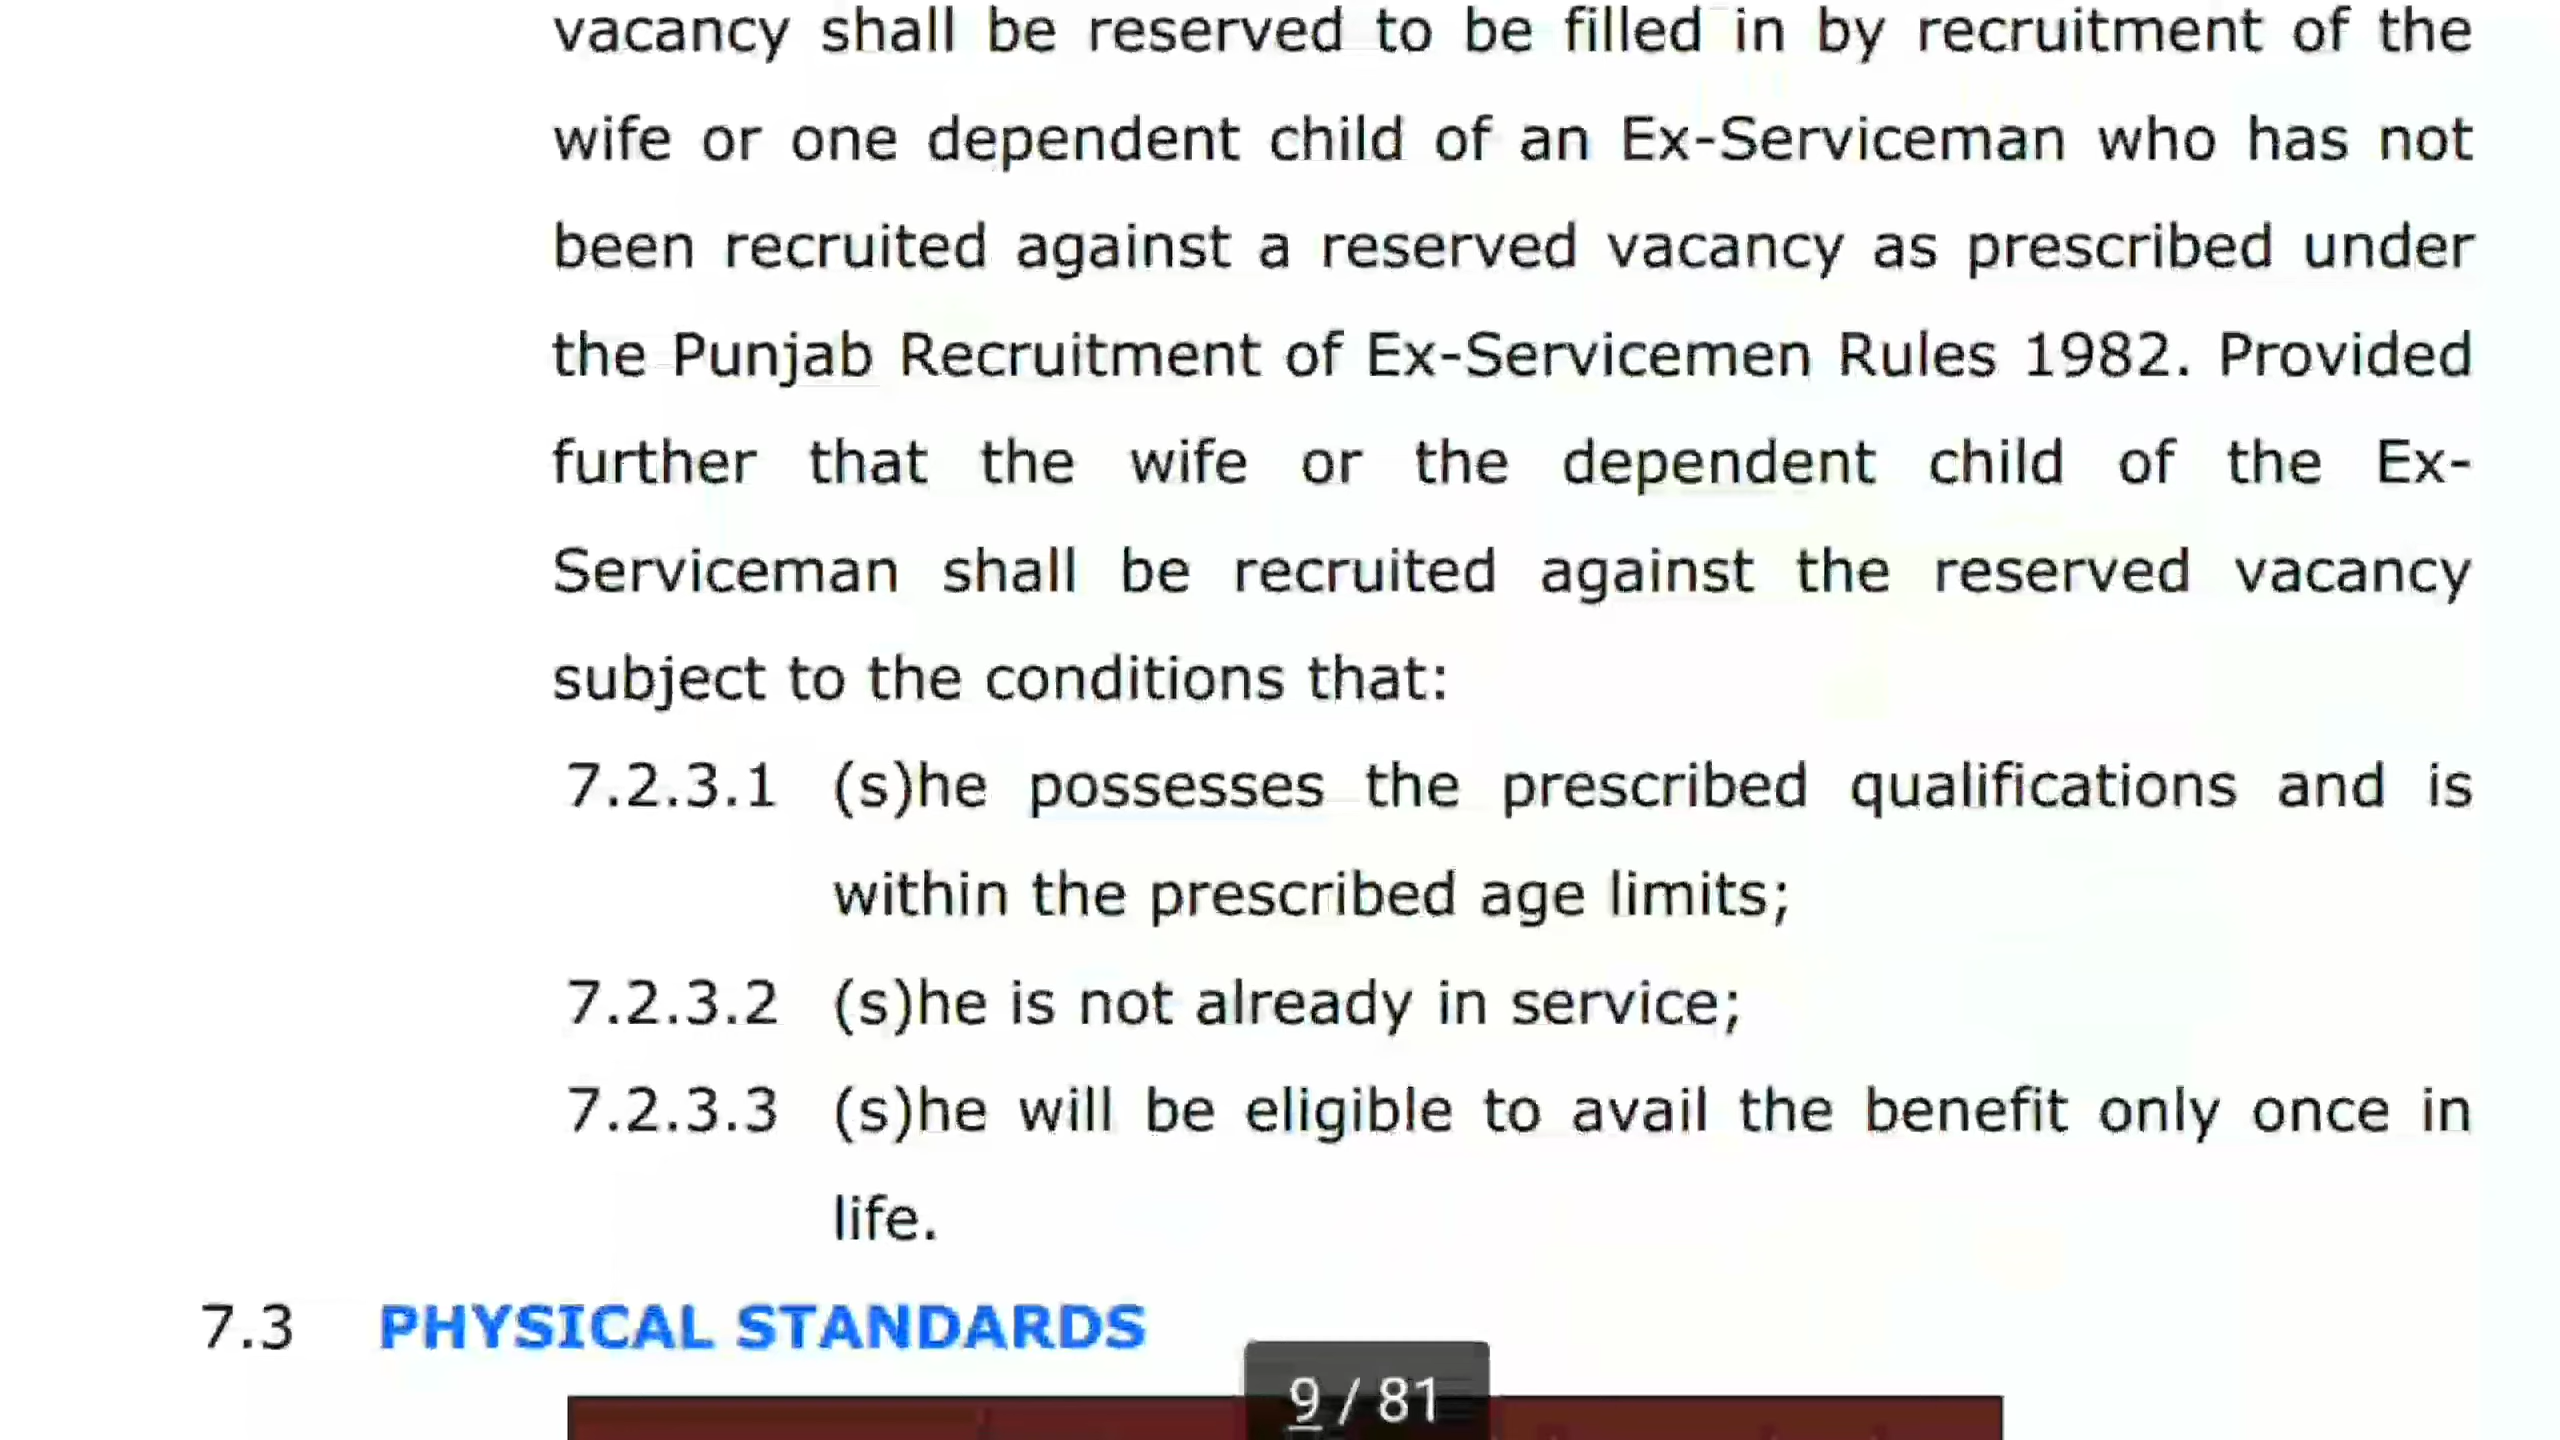 vacancy shall be reserved to be filled in by recruitment of the
wife or one dependent child of an Ex-Serviceman who has not
been recruited against a reserved vacancy as prescribed under
the Punjab Recruitment of Ex-Servicemen Rules 1982. Provided
further that the wife or the dependent child of the Ex-
Serviceman shall be recruited against the reserved vacancy
subject to the conditions that:
7.2.3.1 (s)he possesses the prescribed qualifications and is
within the prescribed age limits;
7.2.3.2 (s)he is not already in service;
7.2.3.3 (s)he will be eligible to avail the benefit only once in
life.
7.3 PHYSICAL STANDARDS
9 / 81